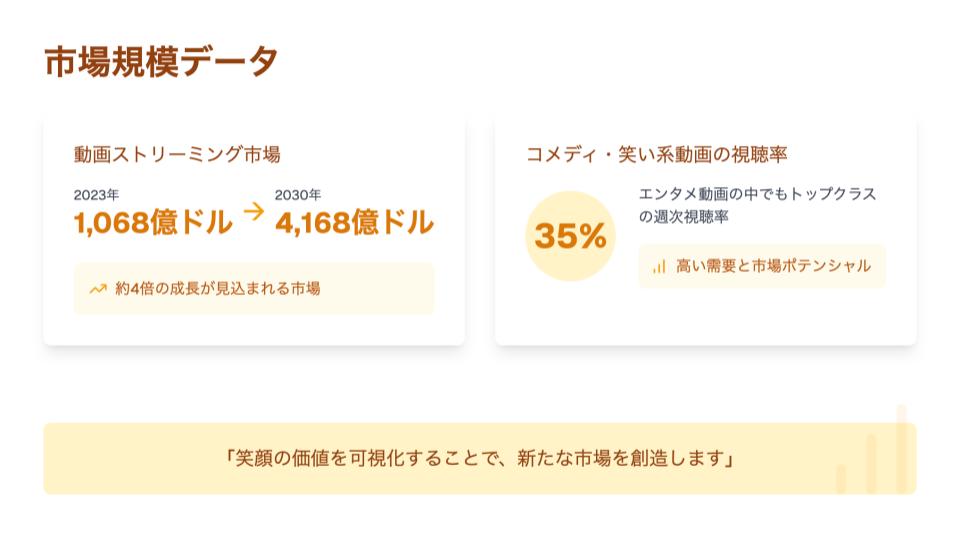 市場規模データ
動画ストリーミング市場
2023年
1,068億ドル
2030年
4,168億ドル
約4倍の成長が見込まれる市場
コメディ・笑い系動画の視聴率
35%
エンタメ動画の中でもトップクラス
の週次視聴率
高い需要と市場ポテンシャル
「笑顔の価値を可視化することで、新たな市場を創造します」